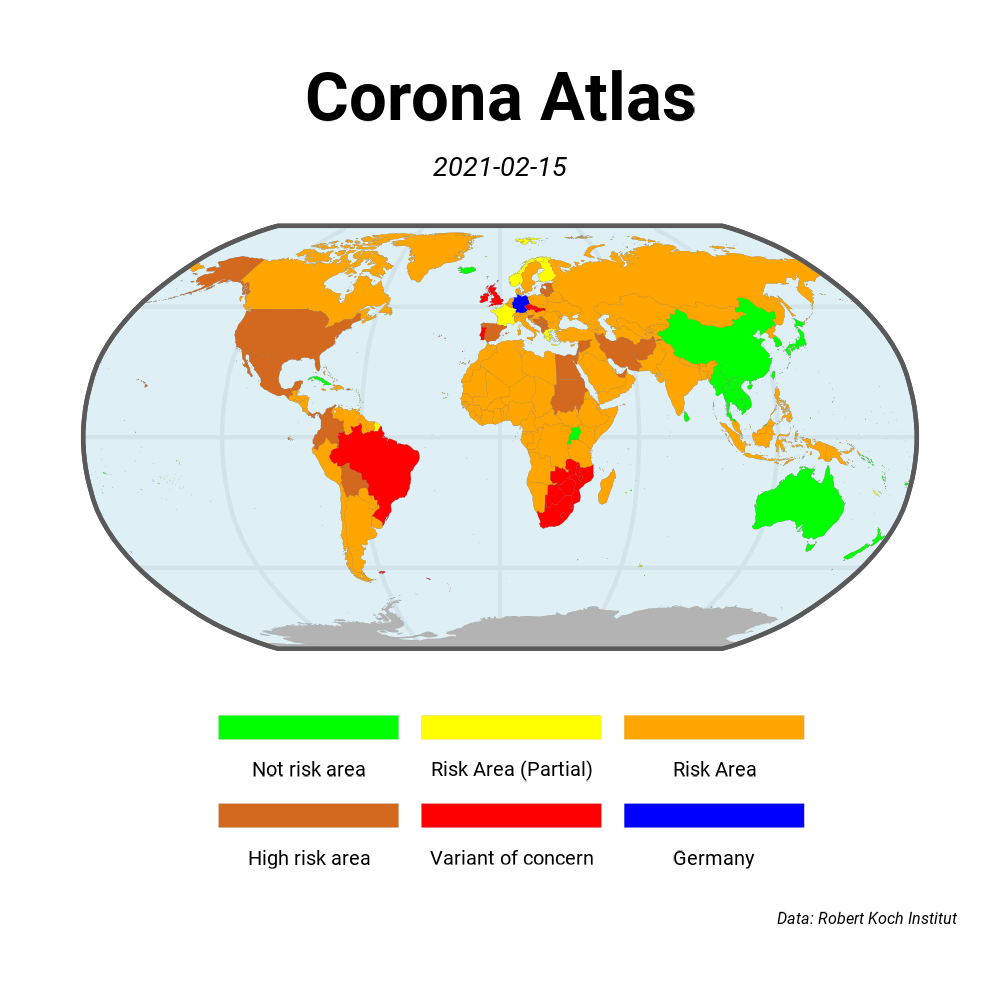 Corona Atlas
2021-02-15
Not risk area
Risk Area (Partial)
Risk Area
High risk area
Variant of concern
Germany
Data: Robert Koch Institut